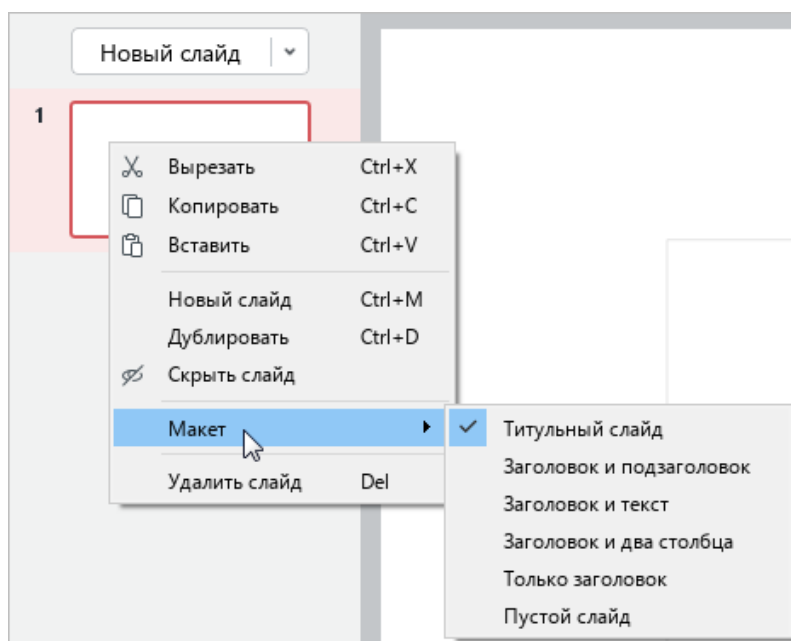 Новый слайд
1
Вырезать Ctrl+X
Копировать Ctrl+C
Вставить Ctrl+V
Новый слайд Ctrl+M
Дублировать Ctrl+D
Скрыть слайд
Макет
Удалить слайд Del
Титульный слайд
Заголовок и подзаголовок
Заголовок и текст
Заголовок и два столбца
Только заголовок
Пустой слайд